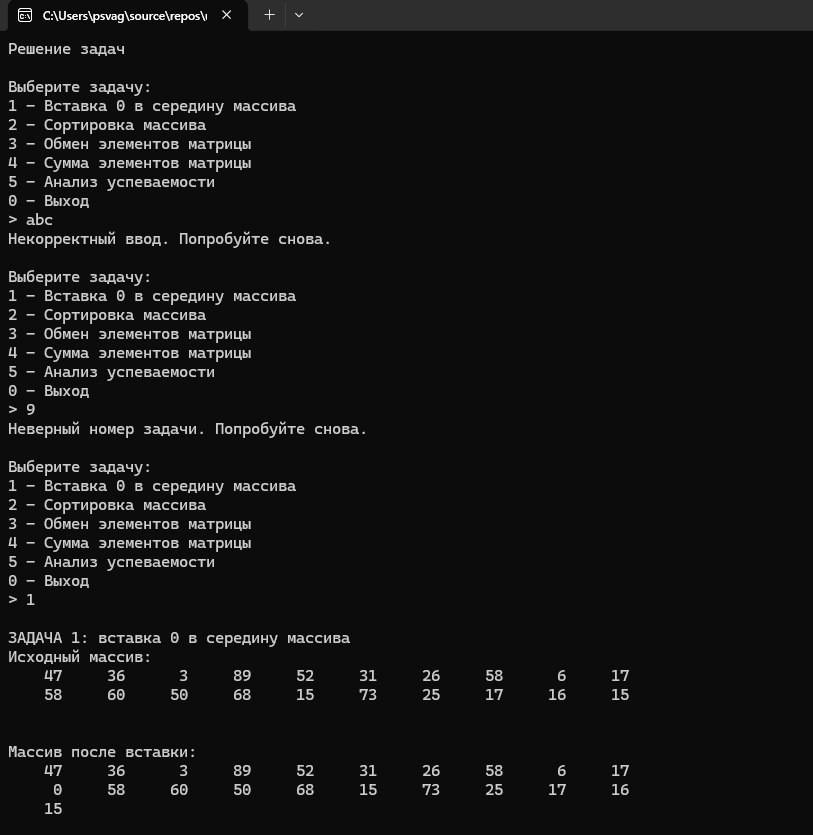 C:\Users\psvag\source\repos\
Решение задач
Выберите задачу:
1 - Вставка 0 в середину массива
2 - Сортировка массива
3 - Обмен элементов матрицы
4 - Сумма элементов матрицы
5 - Анализ успеваемости
0 - Выход
> abc
Некорректный ввод. Попробуйте снова.
Выберите задачу:
1 - Вставка 0 в середину массива
2 - Сортировка массива
3 - Обмен элементов матрицы
4 - Сумма элементов матрицы
5 - Анализ успеваемости
0 - Выход
> 9
Неверный номер задачи. Попробуйте снова.
Выберите задачу:
1 - Вставка 0 в середину массива
2 - Сортировка массива
3 - Обмен элементов матрицы
4 - Сумма элементов матрицы
5 - Анализ успеваемости
0 - Выход
> 1
ЗАДАЧА 1: вставка 0 в середину массива
Исходный массив:
47 36 3 89 52 31 26 58 6 17
58 60 50 68 15 73 25 17 16 15
Массив после вставки:
47 36 3 89 52 31 26 58 6 17
0 58 60 50 68 15 73 25 17 16
15